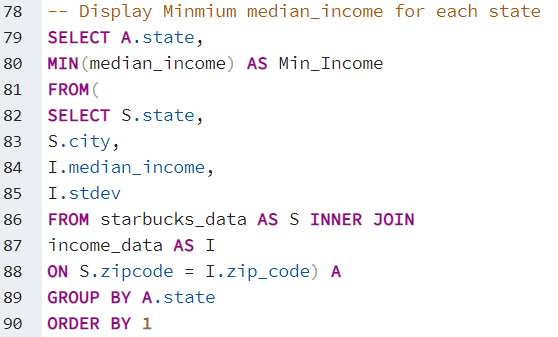 78 -- Display Minmium median_income for each state
79 SELECT A.state,
80 MIN(median_income) AS Min_Income
81 FROM(
82 SELECT S.state,
83 S.city,
84 I.median_income,
85 I.stdev
86 FROM starbucks_data AS S INNER JOIN
87 income_data AS I
88 ON S.zipcode = I.zip_code) A
89 GROUP BY A.state
90 ORDER BY 1